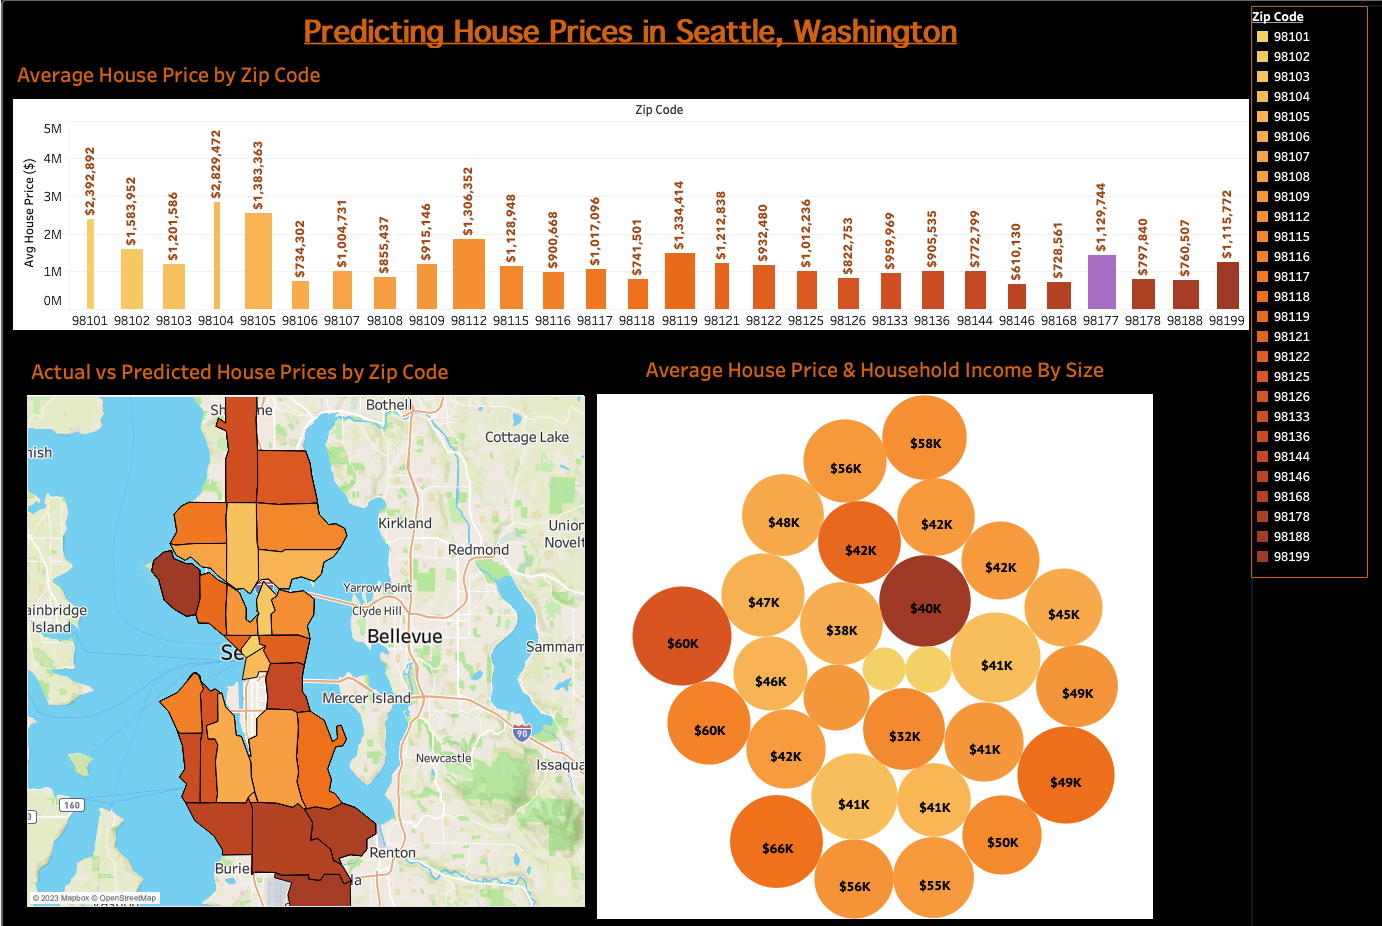 Predicting House Prices in Seattle, Washington
Average House Price by Zip Code
Zip Code
Avg House Price ($)
5M
4M
3M
2M
1M
0M
$2,392,892
$1,583,952
$1,201,586
$2,829,472
$1,383,363
$734,302
$1,004,731
$855,437
$915,146
$1,306,352
$1,128,948
$900,668
$1,017,096
$741,501
$1,334,414
$1,212,838
$932,480
$1,012,236
$822,753
$959,969
$905,535
$772,799
$610,130
$728,561
$1,129,744
$797,840
$760,507
$1,115,772
98101 98102 98103 98104 98105 98106 98107 98108 98109 98112 98115 98116 98117 98118 98119 98121 98122 98125 98126 98133 98136 98144 98146 98168 98177 98178 98188 98199
Zip Code
98101
98102
98103
98104
98105
98106
98107
98108
98109
98112
98115
98116
98117
98118
98119
98121
98122
98125
98126
98133
98136
98144
98146
98168
98178
98188
98199
Actual vs Predicted House Prices by Zip Code
Sh
ne
Bothell
Cottage Lake
nish
Kirkland
Union
Novelt
Redmond
Yarrow Point
Clyde Hill
ainbridge
Island
Bellevue
Se
Sammam
Mercer Island
90
Newcastle
Issaqua
160
Renton
Burie
la
© 2023 Mapbox © OpenStreetMap
Average House Price & Household Income By Size
$58K
$56K
$48K
$42K
$42K
$42K
$47K
$40K
$45K
$38K
$60K
$41K
$46K
$49K
$60K
$32K
$42K
$41K
$49K
$41K
$41K
$50K
$66K
$56K
$55K